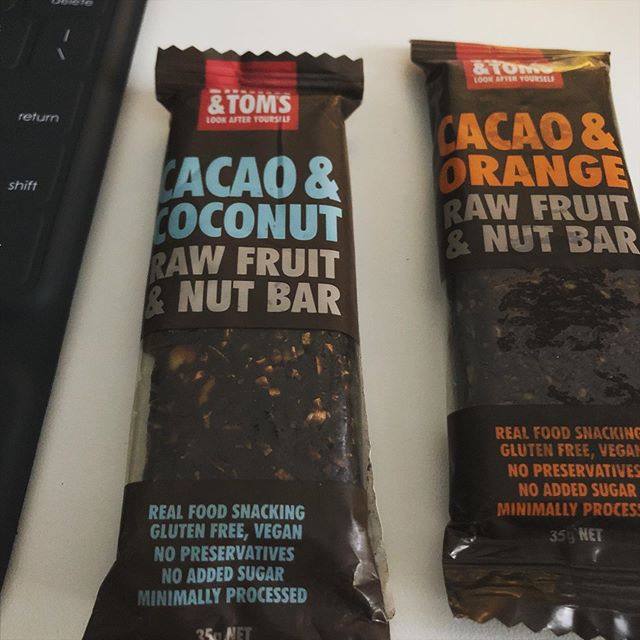 delete
|
\
return
shift
& TOMS
LOOK AFTER YOURSELF
CACAO &
COCONUT
RAW FRUIT
& NUT BAR
REAL FOOD SNACKING
GLUTEN FREE, VEGAN
NO PRESERVATIVES
NO ADDED SUGAR
MINIMALLY PROCESSED
35g NET
& TOMS
LOOK AFTER YOURSELF
CACAO &
ORANGE
RAW FRUIT
& NUT BAR
REAL FOOD SNACKING
GLUTEN FREE, VEGAN
NO PRESERVATIVES
NO ADDED SUGAR
MINIMALLY PROCESS
35g NET